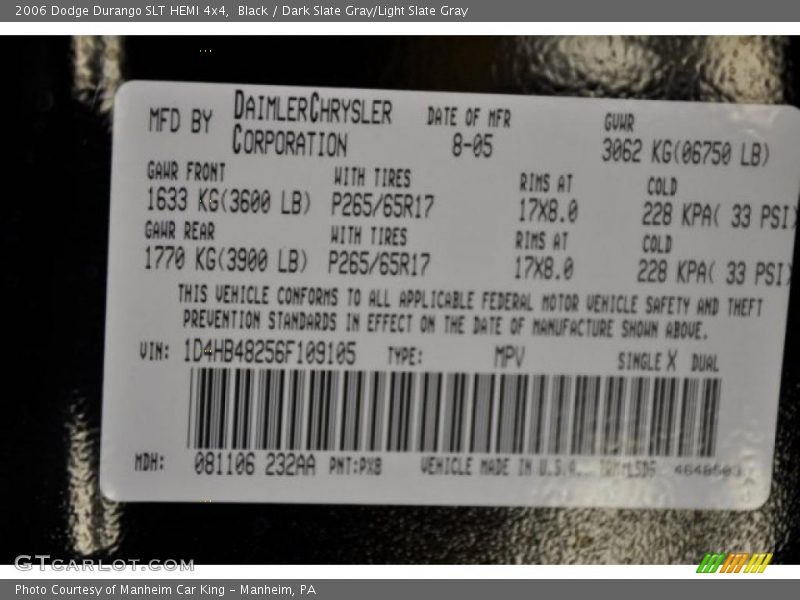 2006 Dodge Durango SLT HEMI 4x4,  Black / Dark Slate Gray/Light Slate Gray
MFD BY DAIMLERCHRYSLER CORPORATION
DATE OF MFR 8-05
GVWR 3062 KG(06750 LB)
GAWR FRONT WITH TIRES RIMS AT COLD
1633 KG(3600 LB) P265/65R17 17X8.0 228 KPA( 33 PSI)
GAWR REAR WITH TIRES RIMS AT COLD
1770 KG(3900 LB) P265/65R17 17X8.0 228 KPA( 33 PSI)
THIS VEHICLE CONFORMS TO ALL APPLICABLE FEDERAL MOTOR VEHICLE SAFETY AND THEFT
PREVENTION STANDARDS IN EFFECT ON THE DATE OF MANUFACTURE SHOWN ABOVE.
VIN: 1D4HB48256F109105 TYPE: MPV SINGLE X DUAL
MDH: 081106 232AA PNT:PX8 VEHICLE MADE IN U.S.A.
GTCARLOT.COM
Photo Courtesy of Manheim Car King - Manheim, PA